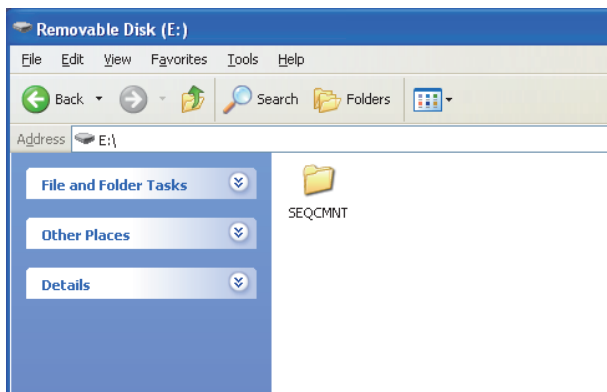 Removable Disk (E:)
File Edit View Favorites Tools Help
Back Search Folders
Address E:\
File and Folder Tasks
SEQCMNT
Other Places
Details